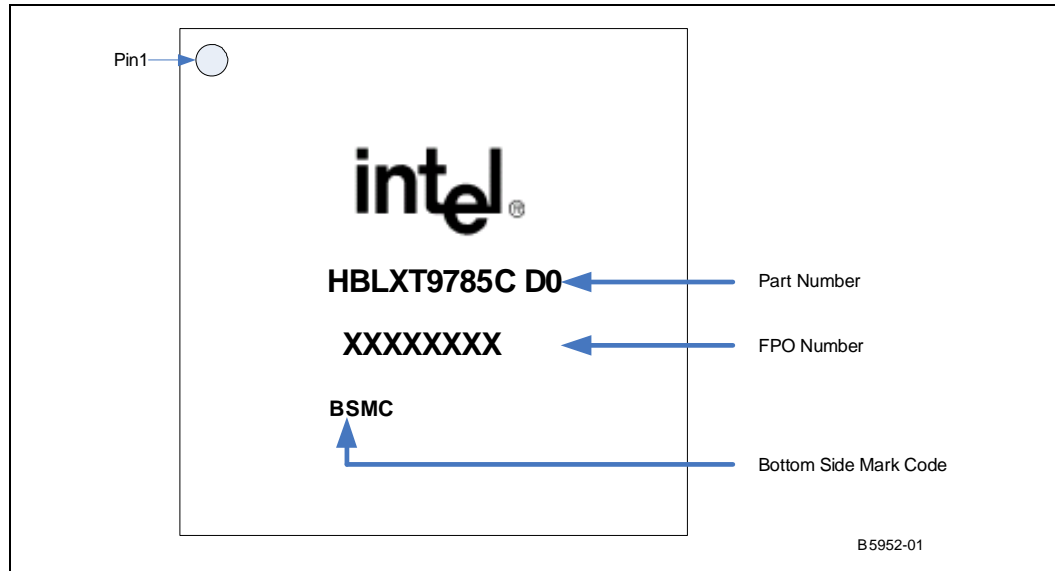 Pin1
intel®
HBLXT9785C D0
Part Number
XXXXXXXX
FPO Number
BSMC
Bottom Side Mark Code
B5952-01